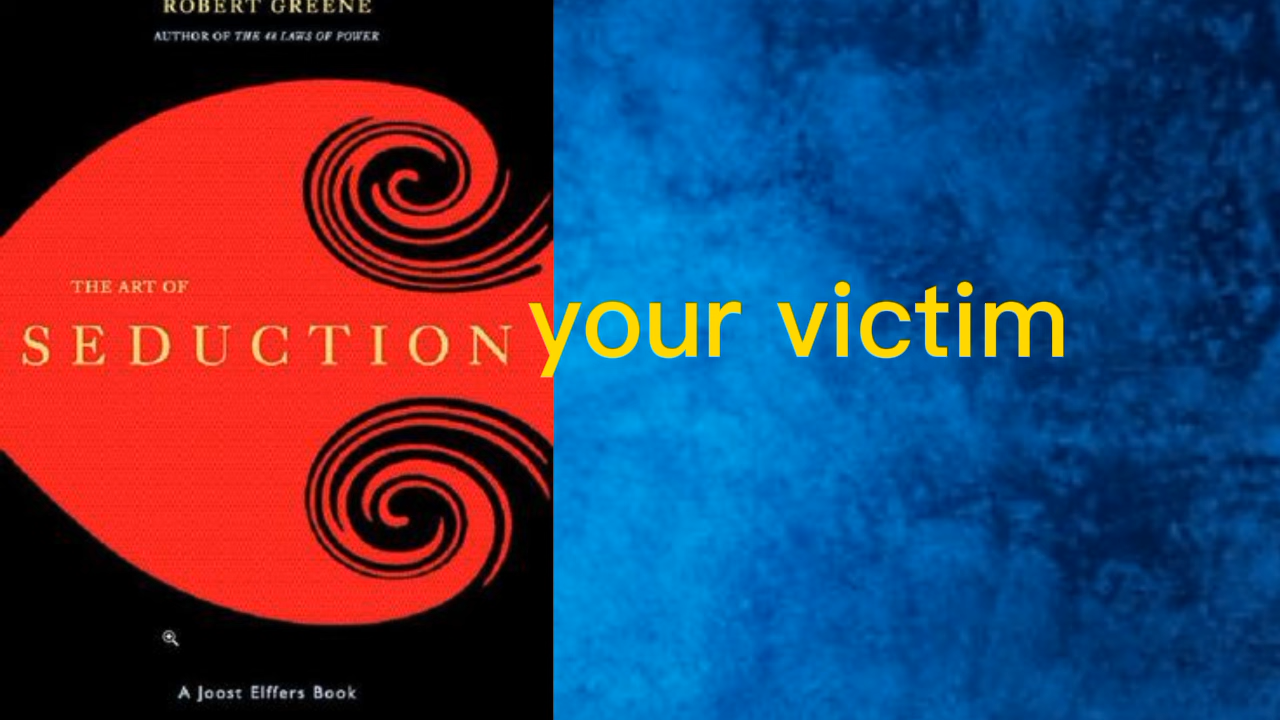 ROBERT GREENE
AUTHOR OF THE 48 LAWS OF POWER
THE ART OF
SEDUCTION
your victim
A Joost Elffers Book